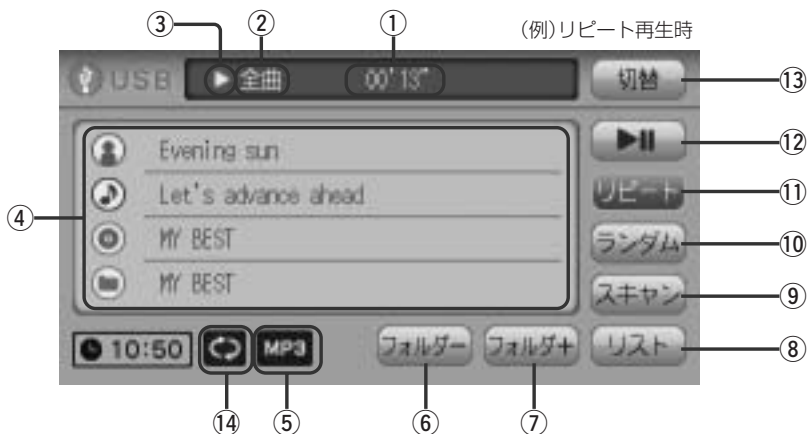 ③ ② ① (例)リピート再生時
USB ▶ 全曲 00'13" 切替 ⑬
Evening sun ▶II ⑫
④ Let's advance ahead リピート ⑪
MY BEST ランダム ⑩
MY BEST スキャン ⑨
10:50 MP3 フォルダー フォルダ+ リスト ⑧
⑭ ⑤ ⑥ ⑦